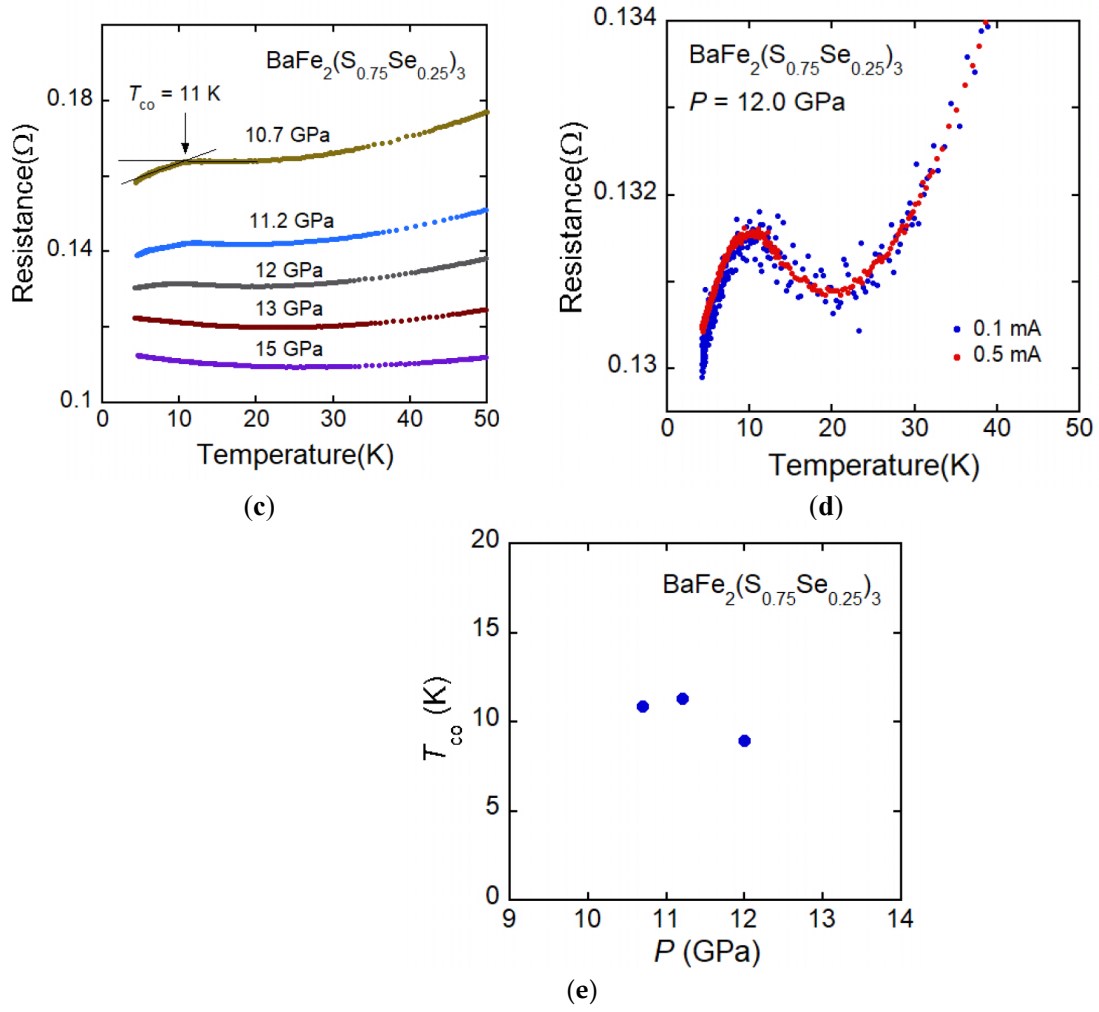 BaFe2(S0.75Se0.25)3
Tco = 11 K
10.7 GPa
11.2 GPa
12 GPa
13 GPa
15 GPa
0.18
0.14
0.1
0 10 20 30 40 50
Resistance(Ω)
Temperature(K)
(c)
BaFe2(S0.75Se0.25)3
P = 12.0 GPa
0.1 mA
0.5 mA
0.134
0.132
0.13
0 10 20 30 40 50
Resistance(Ω)
Temperature(K)
(d)
BaFe2(S0.75Se0.25)3
20
15
10
5
0
9 10 11 12 13 14
Tco (K)
P (GPa)
(e)